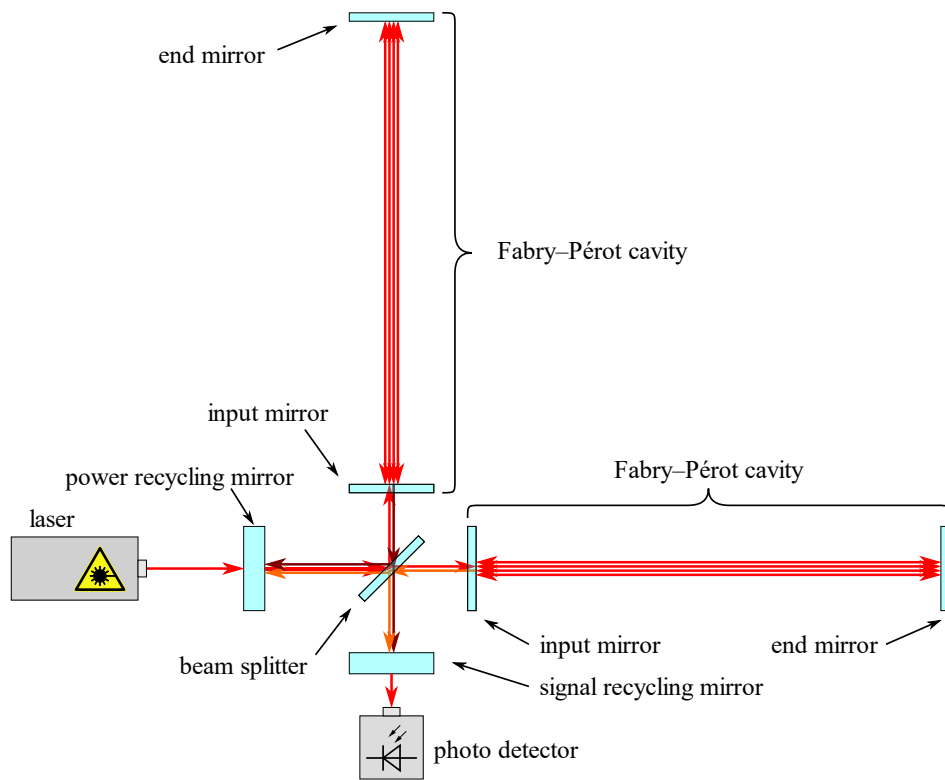 end mirror
Fabry–Pérot cavity
input mirror
Fabry–Pérot cavity
power recycling mirror
laser
input mirror
end mirror
beam splitter
signal recycling mirror
photo detector